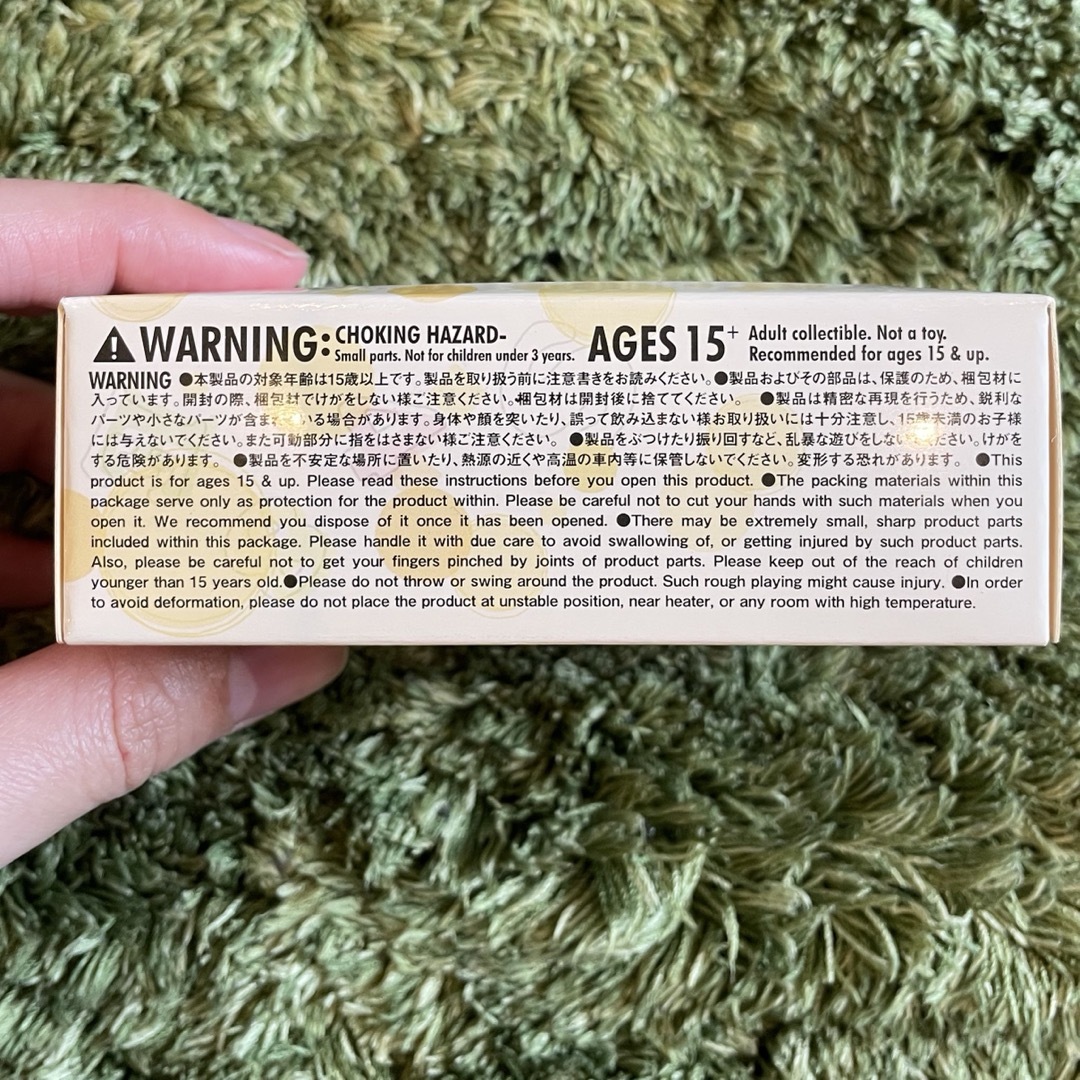 ⚠WARNING: CHOKING HAZARD- AGES 15+ Adult collectible. Not a toy.
Small parts. Not for children under 3 years. Recommended for ages 15 & up.
WARNING ●本製品の対象年齢は15歳以上です。製品を取り扱う前に注意書きをお読みください。●製品およびその部品は、保護のため、梱包材に
入っています。開封の際、梱包材でけがをしない様ご注意ください。梱包材は開封後に捨ててください。 ●製品は精密な再現を行うため、鋭利な
パーツや小さなパーツが含まれている場合があります。身体や顔を突いたり、誤って飲み込まない様お取り扱いには十分注意し、15歳未満のお子様
には与えないでください。また可動部分に指をはさまない様ご注意ください。 ●製品をぶつけたり振り回すなど、乱暴な遊びをしないでください。けがを
する危険があります。 ●製品を不安定な場所に置いたり、熱源の近くや高温の車内等に保管しないでください。変形する恐れがあります。 ●This
product is for ages 15 & up. Please read these instructions before you open this product. ●The packing materials within this
package serve only as protection for the product within. Please be careful not to cut your hands with such materials when you
open it. We recommend you dispose of it once it has been opened. ●There may be extremely small, sharp product parts
included within this package. Please handle it with due care to avoid swallowing of, or getting injured by such product parts.
Also, please be careful not to get your fingers pinched by joints of product parts. Please keep out of the reach of children
younger than 15 years old.●Please do not throw or swing around the product. Such rough playing might cause injury. ●In order
to avoid deformation, please do not place the product at unstable position, near heater, or any room with high temperature.